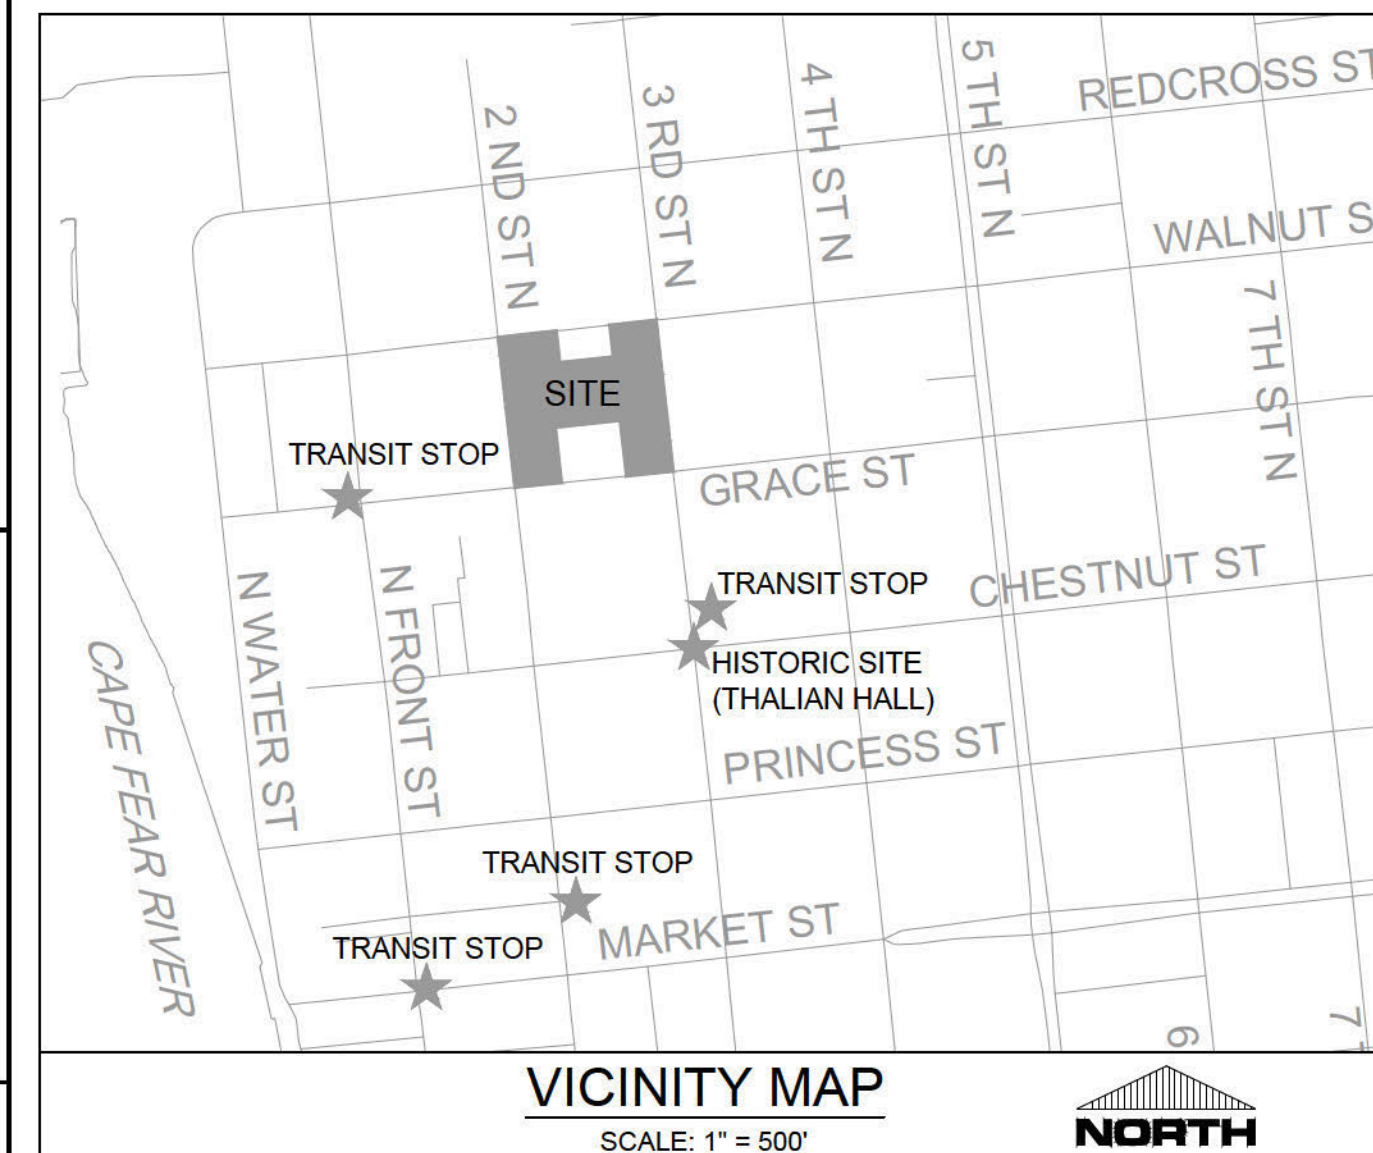 2 ND ST N
3 RD ST N
4 TH ST N
5 TH ST N
REDCROSS ST
WALNUT S
7 TH ST N
SITE
TRANSIT STOP
GRACE ST
N WATER ST
N FRONT ST
TRANSIT STOP
CHESTNUT ST
HISTORIC SITE
(THALIAN HALL)
CAPE FEAR RIVER
PRINCESS ST
TRANSIT STOP
MARKET ST
TRANSIT STOP
6
7
VICINITY MAP
SCALE: 1" = 500'
NORTH